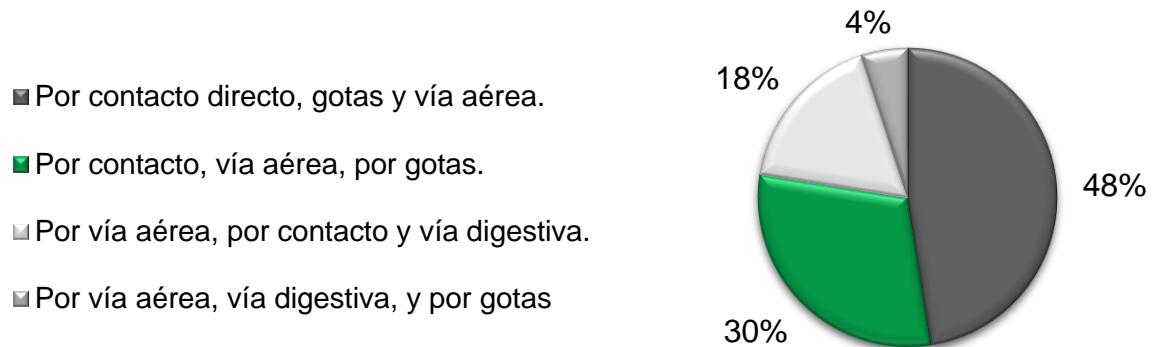 4%
18%
Por contacto directo, gotas y vía aérea.
Por contacto, vía aérea, por gotas.
48%
Por vía aérea, por contacto y vía digestiva.
Por vía aérea, vía digestiva, y por gotas
30%